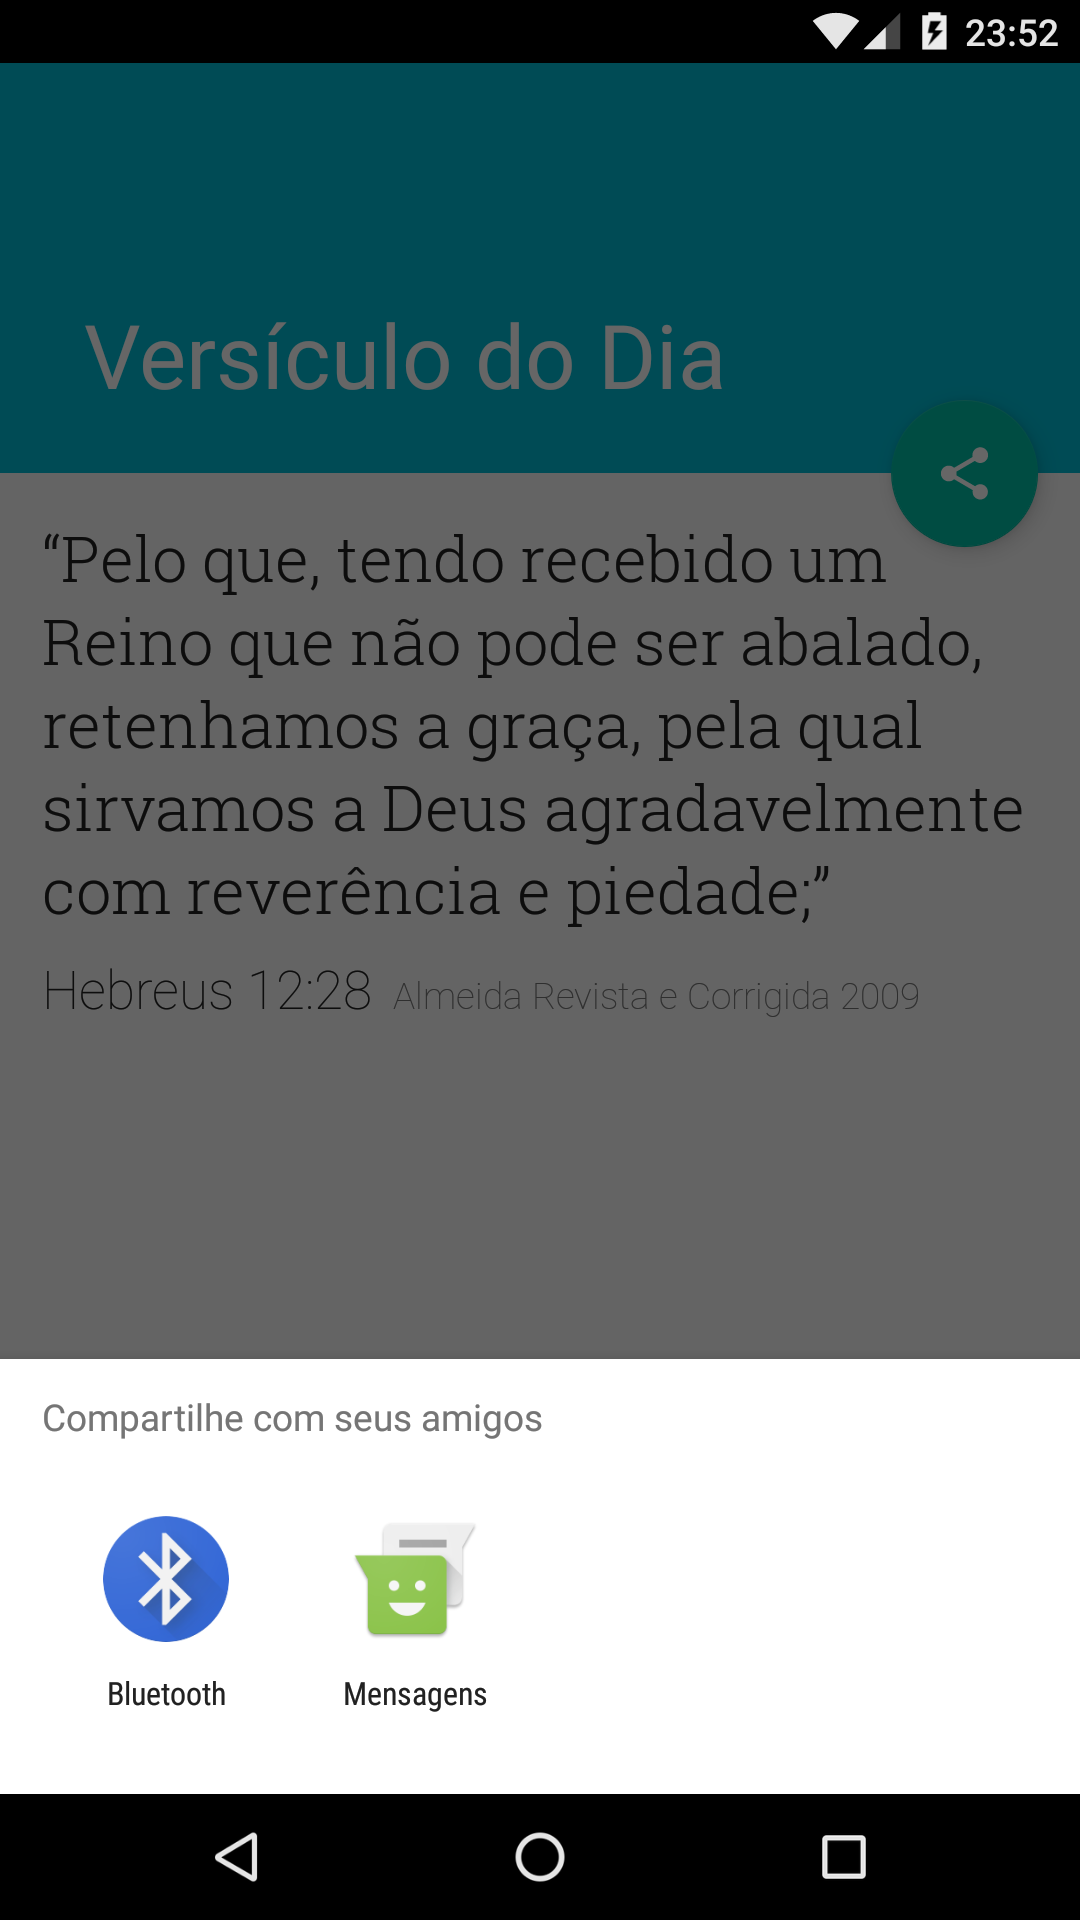 23:52
Versículo do Dia
“Pelo que, tendo recebido um
Reino que não pode ser abalado,
retenhamos a graça, pela qual
sirvamos a Deus agradavelmente
com reverência e piedade;”
Hebreus 12:28 Almeida Revista e Corrigida 2009
Compartilhe com seus amigos
Bluetooth Mensagens